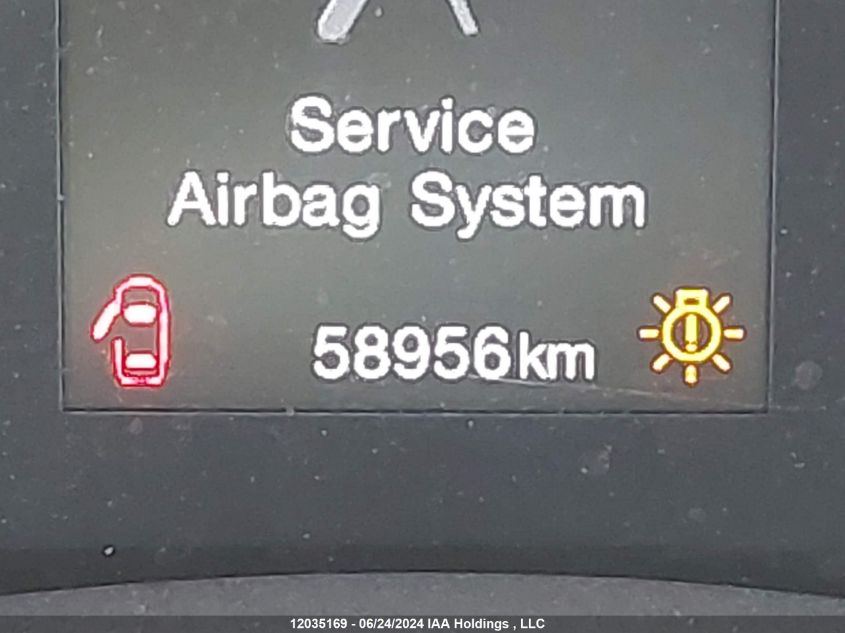 Service
Airbag System
58956km
12035169 - 06/24/2024 IAA Holdings , LLC